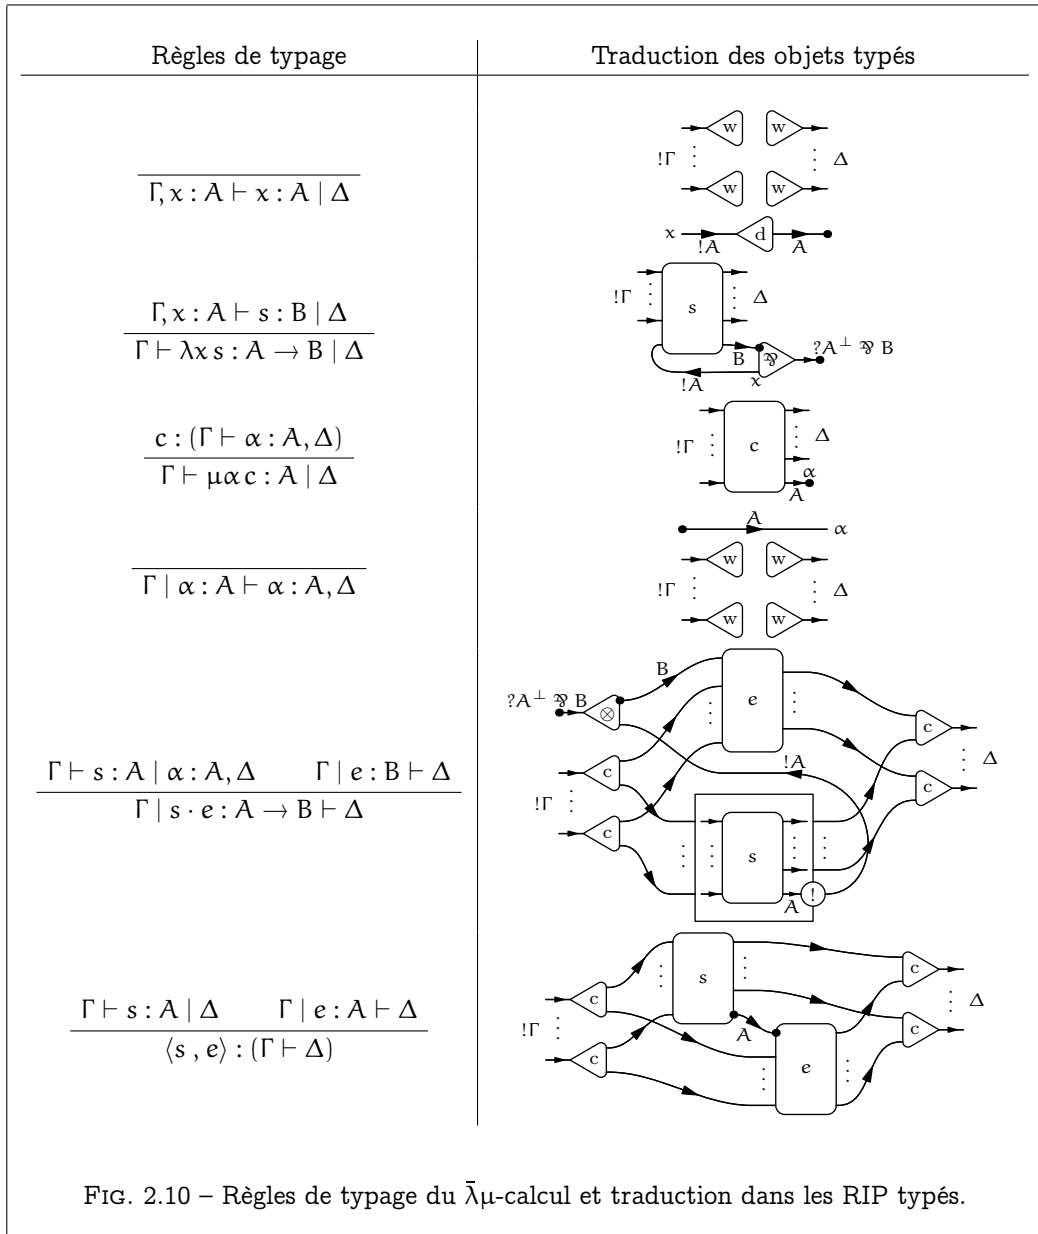 Règles de typage
Traduction des objets typés
Γ, x : A ⊢ x : A | Δ
w w
!Γ ⋮ ⋮ Δ
w w
x !A d A
Γ, x : A ⊢ s : B | Δ
Γ ⊢ λx s : A → B | Δ
!Γ ⋮ s ⋮ Δ
B ⅋ ?A⊥ ⅋ B
!A x
c : (Γ ⊢ α : A, Δ)
Γ ⊢ μα c : A | Δ
!Γ ⋮ c ⋮ Δ
α
A
Γ | α : A ⊢ α : A, Δ
A α
w w
!Γ ⋮ ⋮ Δ
w w
Γ ⊢ s : A | α : A, Δ Γ | e : B ⊢ Δ
Γ | s · e : A → B ⊢ Δ
B
?A⊥ ⅋ B ⊗ ⋮ e ⋮ c
!A ⋮ Δ
c c
!Γ ⋮
c ⋮ ⋮ s ⋮ ⋮
A !
Γ ⊢ s : A | Δ Γ | e : A ⊢ Δ
⟨s , e⟩ : (Γ ⊢ Δ)
⋮ s ⋮ c
c ⋮ Δ
!Γ ⋮ A c
c ⋮ e ⋮
FIG. 2.10 – Règles de typage du λ̄μ-calcul et traduction dans les RIP typés.